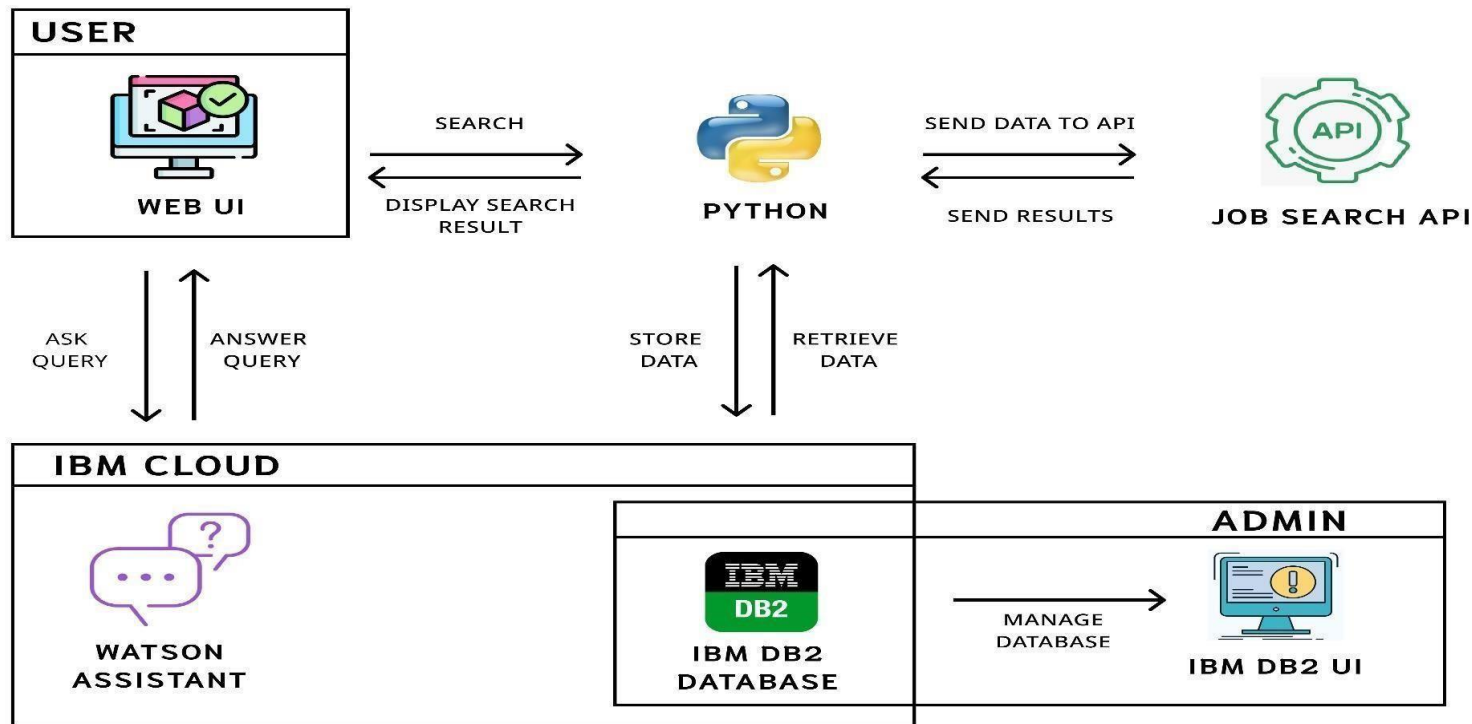 USER
WEB UI
SEARCH
DISPLAY SEARCH
RESULT
PYTHON
SEND DATA TO API
SEND RESULTS
API
JOB SEARCH API
ASK
QUERY
ANSWER
QUERY
STORE
DATA
RETRIEVE
DATA
IBM CLOUD
?
WATSON
ASSISTANT
ADMIN
IBM
DB2
IBM DB2
DATABASE
MANAGE
DATABASE
!
IBM DB2 UI